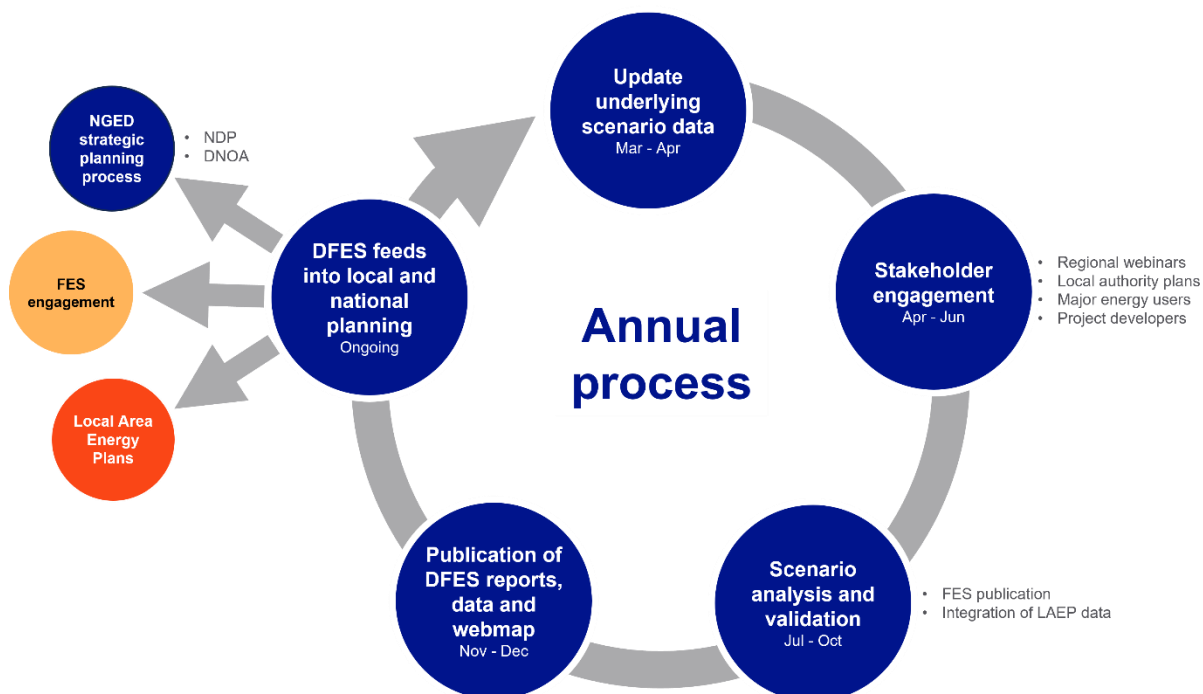 Annual
process
Update
underlying
scenario data
Mar - Apr
Stakeholder
engagement
Apr - Jun
• Regional webinars
• Local authority plans
• Major energy users
• Project developers
Scenario
analysis and
validation
Jul - Oct
• FES publication
• Integration of LAEP data
Publication of
DFES reports,
data and
webmap
Nov - Dec
DFES feeds
into local and
national
planning
Ongoing
NGED
strategic
planning
process
• NDP
• DNOA
FES
engagement
Local Area
Energy
Plans